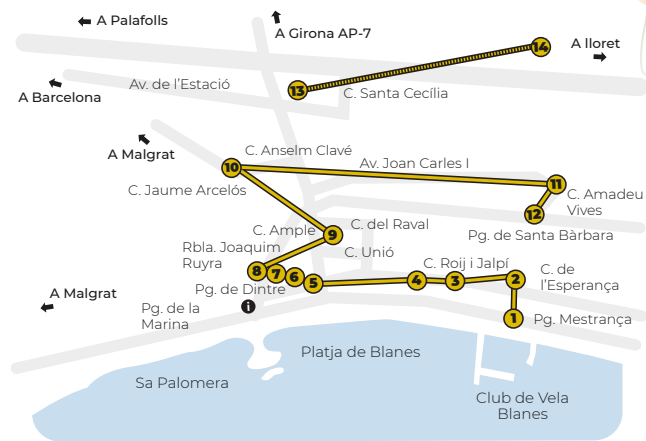 A Palafolls
A Girona AP-7
14
A lloret
Av. de l'Estació
13
C. Santa Cecília
A Barcelona
A Malgrat
C. Anselm Clavé
10
Av. Joan Carles I
11
C. Jaume Arcelós
C. Amadeu
Vives
12
C. Ample
9
C. del Raval
Pg. de Santa Bàrbara
Rbla. Joaquim
Ruyra
C. Unió
8
7
6
5
4
C. Roij i Jalpí
3
2
C. de
l'Esperança
Pg. de Dintre
A Malgrat
i
Pg. de la
Marina
1
Pg. Mestrança
Platja de Blanes
Sa Palomera
Club de Vela
Blanes